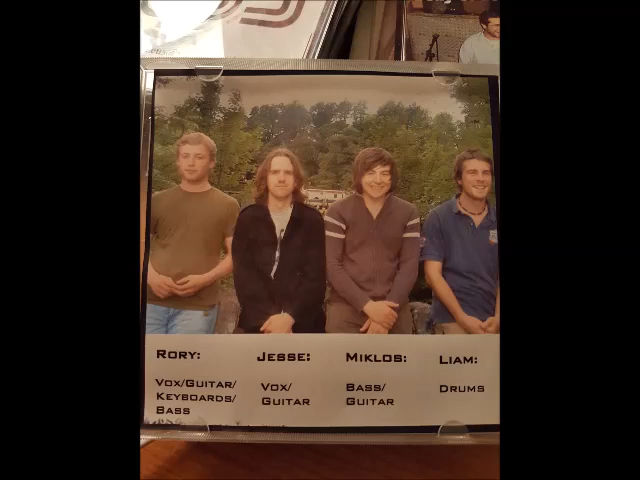 Rory:
Vox/Guitar/
Keyboards/
Bass
Jesse:
Vox/
Guitar
Miklos:
Bass/
Guitar
Liam:
Drums